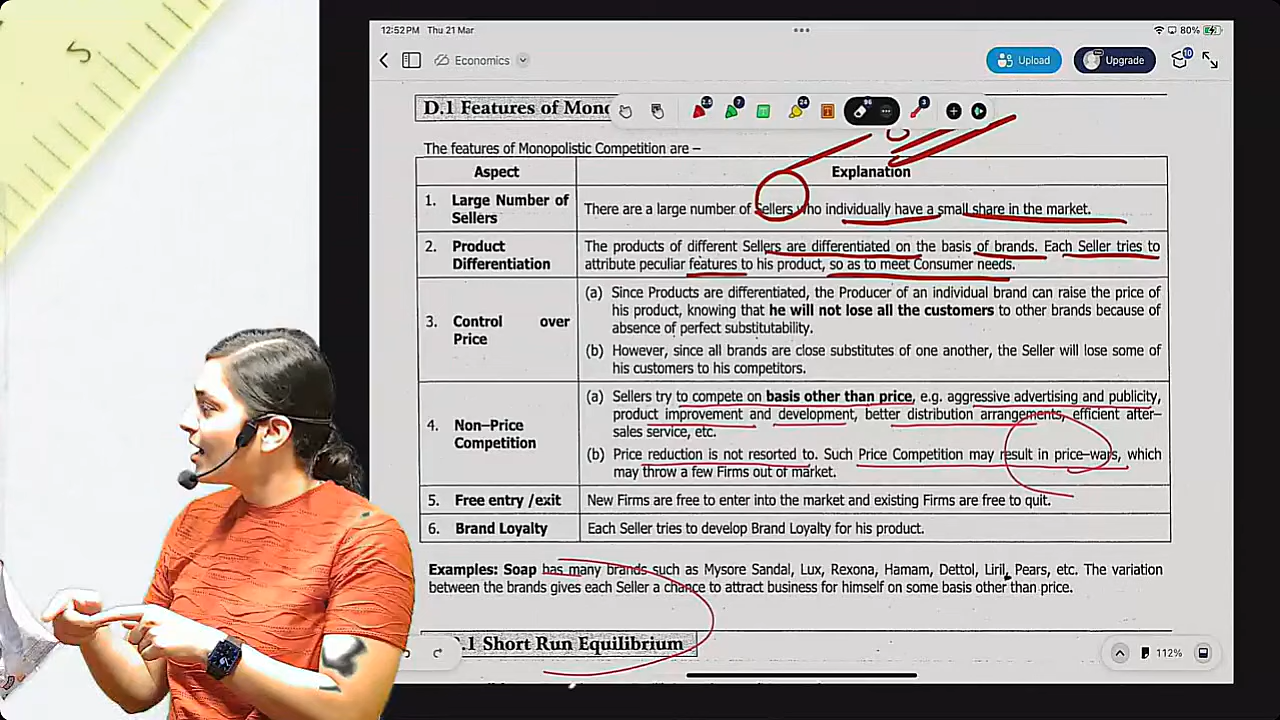 5
12:52 PM Thu 21 Mar
80%
Economics
Upload
Upgrade
10
D.1 Features of Mono
2.5
7
24
96
3
The features of Monopolistic Competition are –
Aspect
Explanation
1. Large Number of
Sellers
There are a large number of Sellers who individually have a small share in the market.
2. Product
Differentiation
The products of different Sellers are differentiated on the basis of brands. Each Seller tries to
attribute peculiar features to his product, so as to meet Consumer needs.
3. Control over
Price
(a) Since Products are differentiated, the Producer of an individual brand can raise the price of
his product, knowing that he will not lose all the customers to other brands because of
absence of perfect substitutability.
(b) However, since all brands are close substitutes of one another, the Seller will lose some of
his customers to his competitors.
4. Non–Price
Competition
(a) Sellers try to compete on basis other than price, e.g. aggressive advertising and publicity,
product improvement and development, better distribution arrangements, efficient after–
sales service, etc.
(b) Price reduction is not resorted to. Such Price Competition may result in price–wars, which
may throw a few Firms out of market.
5. Free entry /exit
New Firms are free to enter into the market and existing Firms are free to quit.
6. Brand Loyalty
Each Seller tries to develop Brand Loyalty for his product.
Examples: Soap has many brands such as Mysore Sandal, Lux, Rexona, Hamam, Dettol, Liril, Pears, etc. The variation
between the brands gives each Seller a chance to attract business for himself on some basis other than price.
.1 Short Run Equilibrium
112%